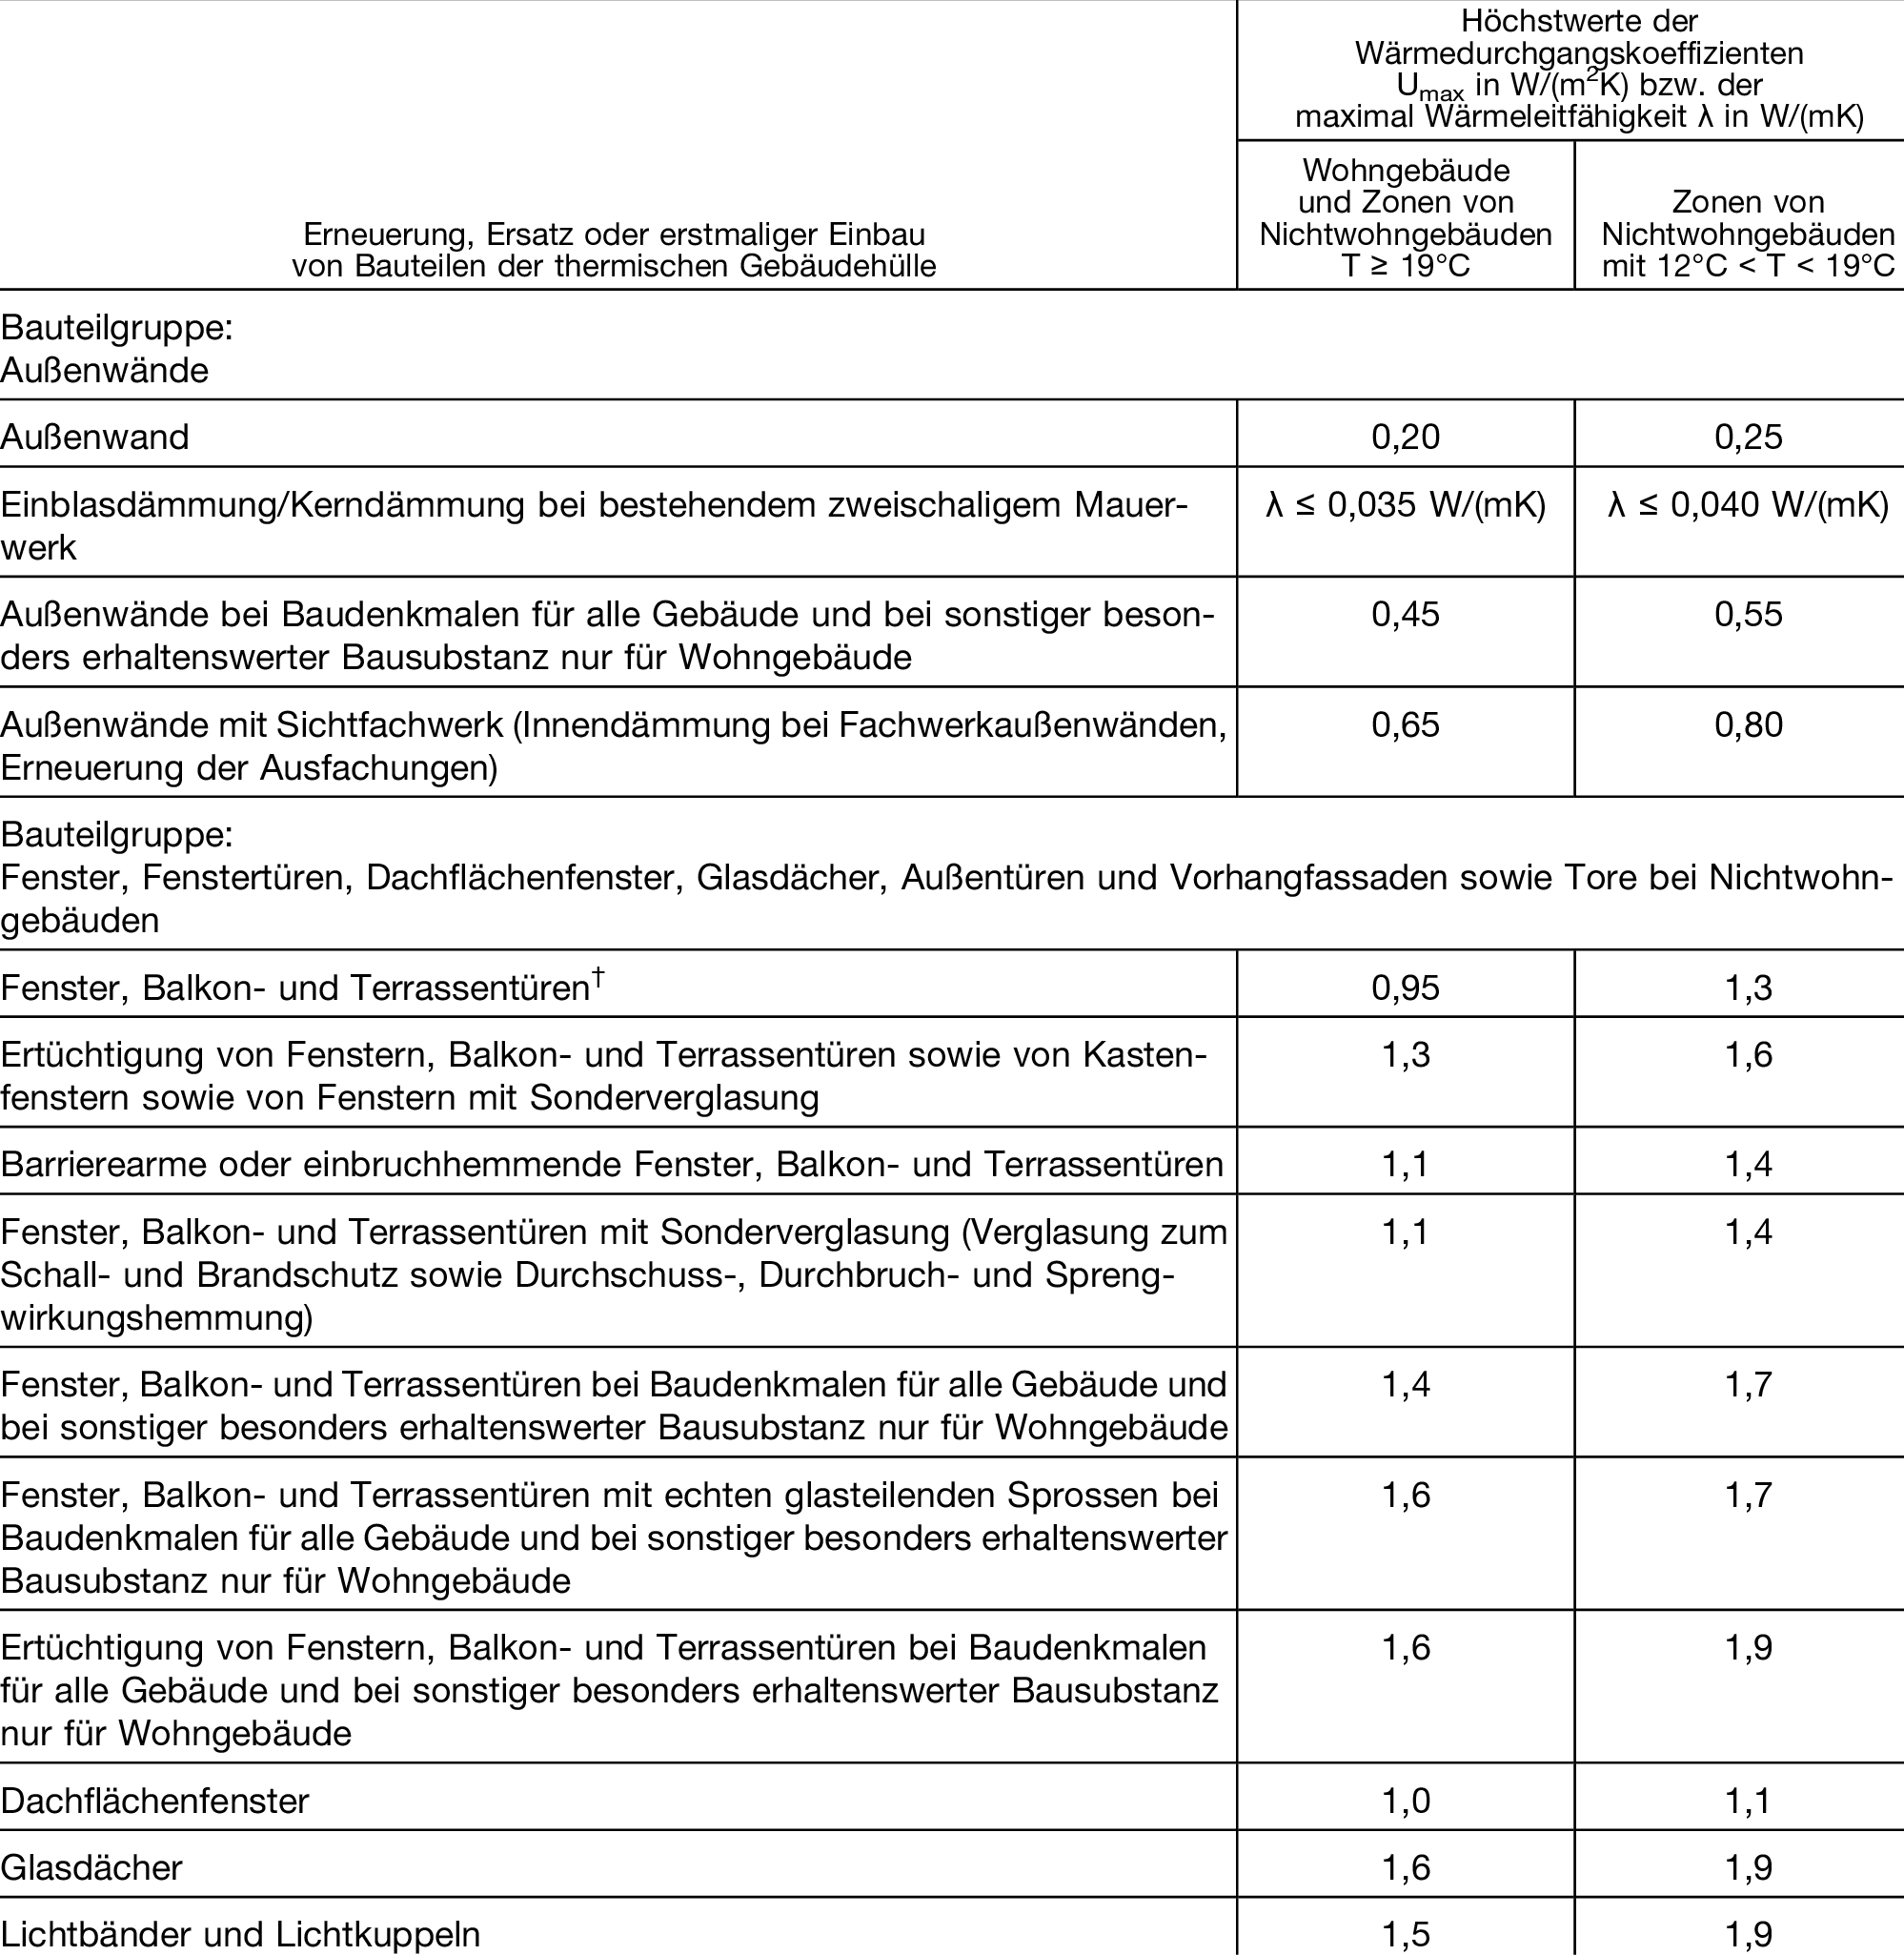 Höchstwerte der
Wärmedurchgangskoeffizienten
Umax in W/(m²K) bzw. der
maximal Wärmeleitfähigkeit λ in W/(mK)
Erneuerung, Ersatz oder erstmaliger Einbau
von Bauteilen der thermischen Gebäudehülle
Wohngebäude
und Zonen von
Nichtwohngebäuden
T ≥ 19°C
Zonen von
Nichtwohngebäuden
mit 12°C < T < 19°C
Bauteilgruppe:
Außenwände
Außenwand 0,20 0,25
Einblasdämmung/Kerndämmung bei bestehendem zweischaligem Mauer- λ ≤ 0,035 W/(mK) λ ≤ 0,040 W/(mK)
werk
Außenwände bei Baudenkmalen für alle Gebäude und bei sonstiger beson- 0,45 0,55
ders erhaltenswerter Bausubstanz nur für Wohngebäude
Außenwände mit Sichtfachwerk (Innendämmung bei Fachwerkaußenwänden, 0,65 0,80
Erneuerung der Ausfachungen)
Bauteilgruppe:
Fenster, Fenstertüren, Dachflächenfenster, Glasdächer, Außentüren und Vorhangfassaden sowie Tore bei Nichtwohn-
gebäuden
Fenster, Balkon- und Terrassentüren† 0,95 1,3
Ertüchtigung von Fenstern, Balkon- und Terrassentüren sowie von Kasten- 1,3 1,6
fenstern sowie von Fenstern mit Sonderverglasung
Barrierearme oder einbruchhemmende Fenster, Balkon- und Terrassentüren 1,1 1,4
Fenster, Balkon- und Terrassentüren mit Sonderverglasung (Verglasung zum 1,1 1,4
Schall- und Brandschutz sowie Durchschuss-, Durchbruch- und Spreng-
wirkungshemmung)
Fenster, Balkon- und Terrassentüren bei Baudenkmalen für alle Gebäude und 1,4 1,7
bei sonstiger besonders erhaltenswerter Bausubstanz nur für Wohngebäude
Fenster, Balkon- und Terrassentüren mit echten glasteilenden Sprossen bei 1,6 1,7
Baudenkmalen für alle Gebäude und bei sonstiger besonders erhaltenswerter
Bausubstanz nur für Wohngebäude
Ertüchtigung von Fenstern, Balkon- und Terrassentüren bei Baudenkmalen 1,6 1,9
für alle Gebäude und bei sonstiger besonders erhaltenswerter Bausubstanz
nur für Wohngebäude
Dachflächenfenster 1,0 1,1
Glasdächer 1,6 1,9
Lichtbänder und Lichtkuppeln 1,5 1,9